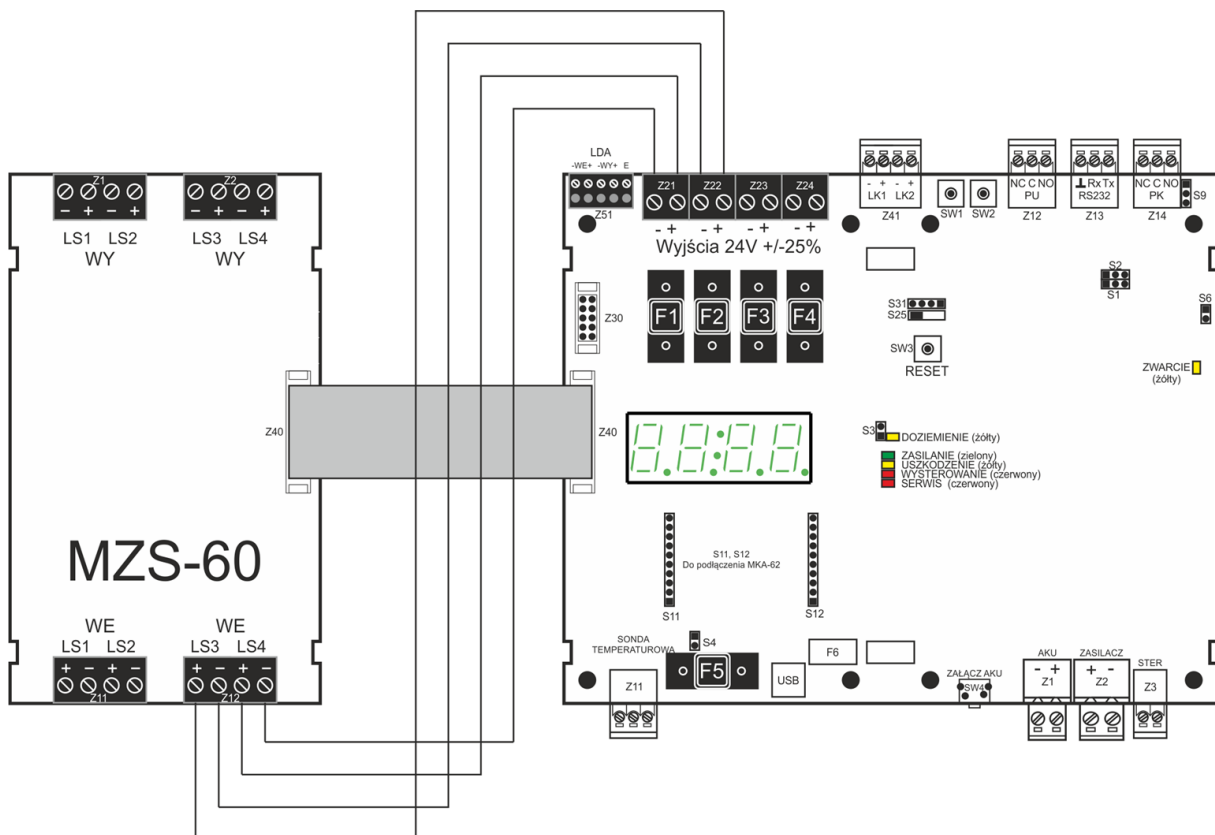 Z1
Z2
− + − +
− + − +
LS1 LS2
LS3 LS4
WY
WY
MZS-60
WE
WE
LS1 LS2
LS3 LS4
+ − + −
+ − + −
Z11
Z12
Z40
Z40
LDA
-WE+ -WY+ E
Z51
Z21
Z22
Z23
Z24
- + - + - + - +
Wyjścia 24V +/-25%
Z30
F1
F2
F3
F4
- + - +
LK1 LK2
Z41
SW1
SW2
NC C NO
PU
Z12
Rx Tx
RS232
Z13
NC C NO
PK
Z14
S9
S2
S1
S6
S31
S25
SW3
RESET
ZWARCIE
(żółty)
S3
DOZIEMIENIE (żółty)
ZASILANIE (zielony)
USZKODZENIE (żółty)
WYSTEROWANIE (czerwony)
SERWIS (czerwony)
S11, S12
Do podłączenia MKA-62
S11
S12
SONDA
TEMPERATUROWA
S4
Z11
F5
USB
F6
ZAŁĄCZ AKU
SW4
AKU
- +
Z1
ZASILACZ
+ -
Z2
STER
Z3